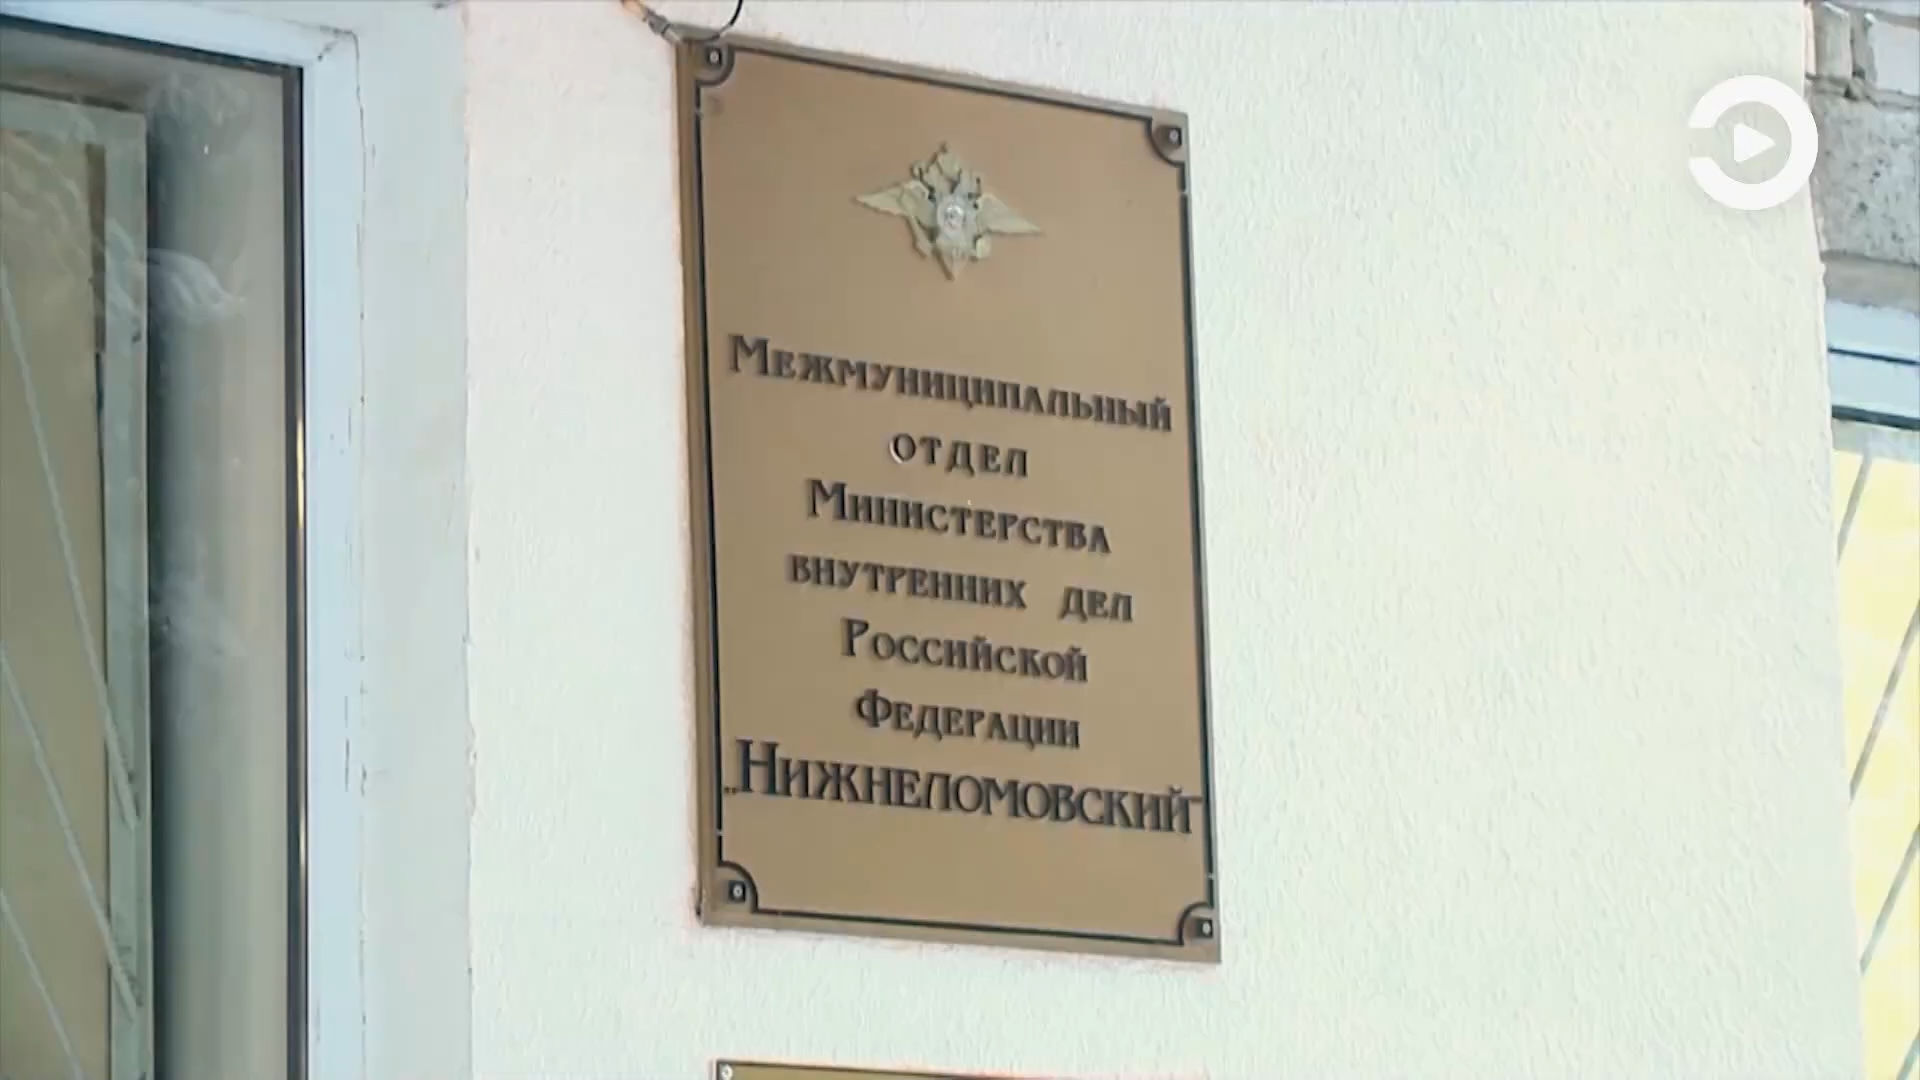 Межмуниципальный
отдел
Министерства
внутренних дел
Российской
Федерации
„Нижнеломовский"